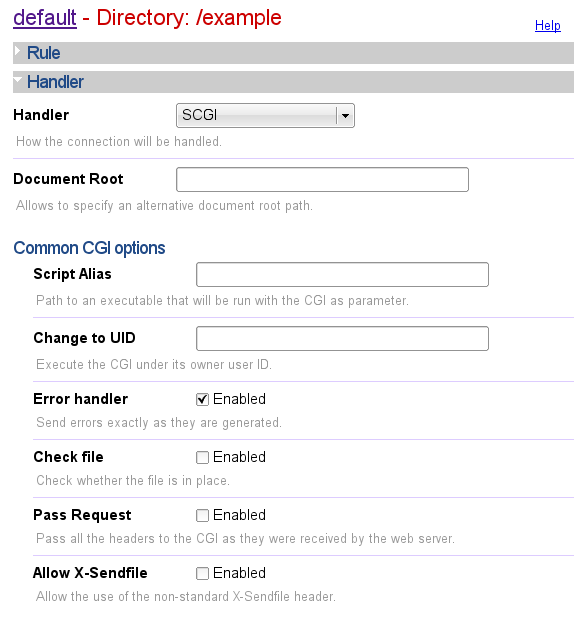 default - Directory: /example
Help
Rule
Handler
Handler SCGI
How the connection will be handled.
Document Root
Allows to specify an alternative document root path.
Common CGI options
Script Alias
Path to an executable that will be run with the CGI as parameter.
Change to UID
Execute the CGI under its owner user ID.
Error handler Enabled
Send errors exactly as they are generated.
Check file Enabled
Check whether the file is in place.
Pass Request Enabled
Pass all the headers to the CGI as they were received by the web server.
Allow X-Sendfile Enabled
Allow the use of the non-standard X-Sendfile header.